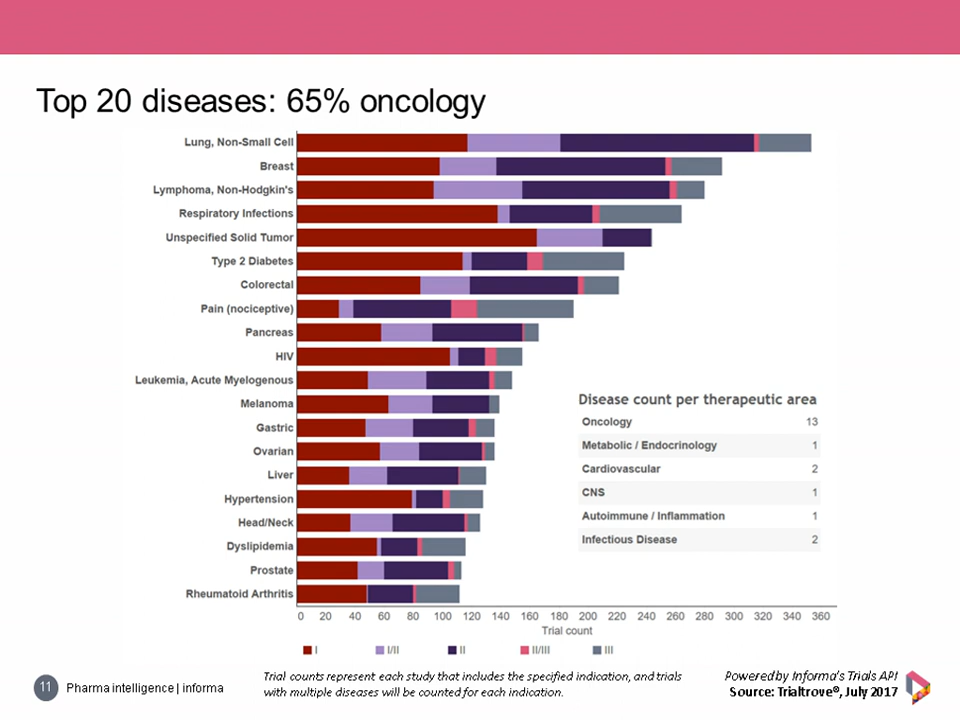 Top 20 diseases: 65% oncology
Lung, Non-Small Cell
Breast
Lymphoma, Non-Hodgkin's
Respiratory Infections
Unspecified Solid Tumor
Type 2 Diabetes
Colorectal
Pain (nociceptive)
Pancreas
HIV
Leukemia, Acute Myelogenous
Melanoma
Gastric
Ovarian
Liver
Hypertension
Head/Neck
Dyslipidemia
Prostate
Rheumatoid Arthritis
Disease count per therapeutic area
Oncology 13
Metabolic / Endocrinology 1
Cardiovascular 2
CNS 1
Autoimmune / Inflammation 1
Infectious Disease 2
0 20 40 60 80 100 120 140 160 180 200 220 240 260 280 300 320 340 360
Trial count
I I/II II II/III III
11 Pharma intelligence | informa
Trial counts represent each study that includes the specified indication, and trials
with multiple diseases will be counted for each indication.
Powered by Informa's Trials API
Source: Trialtrove®, July 2017